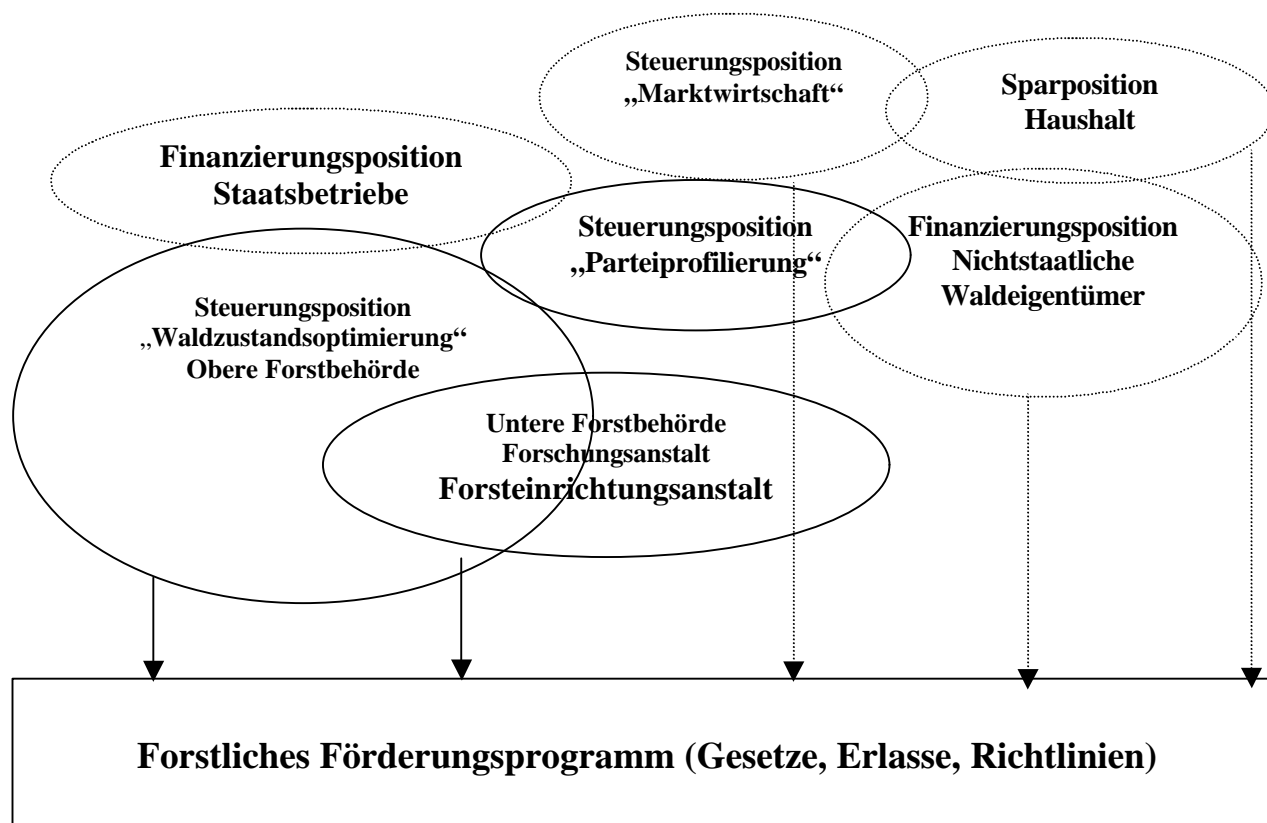 Steuerungsposition
„Marktwirtschaft“
Sparposition
Haushalt
Finanzierungsposition
Staatsbetriebe
Steuerungsposition
„Parteiprofilierung“
Finanzierungsposition
Nichtstaatliche
Waldeigentümer
Steuerungsposition
„Waldzustandsoptimierung“
Obere Forstbehörde
Untere Forstbehörde
Forschungsanstalt
Forsteinrichtungsanstalt
Forstliches Förderungsprogramm (Gesetze, Erlasse, Richtlinien)